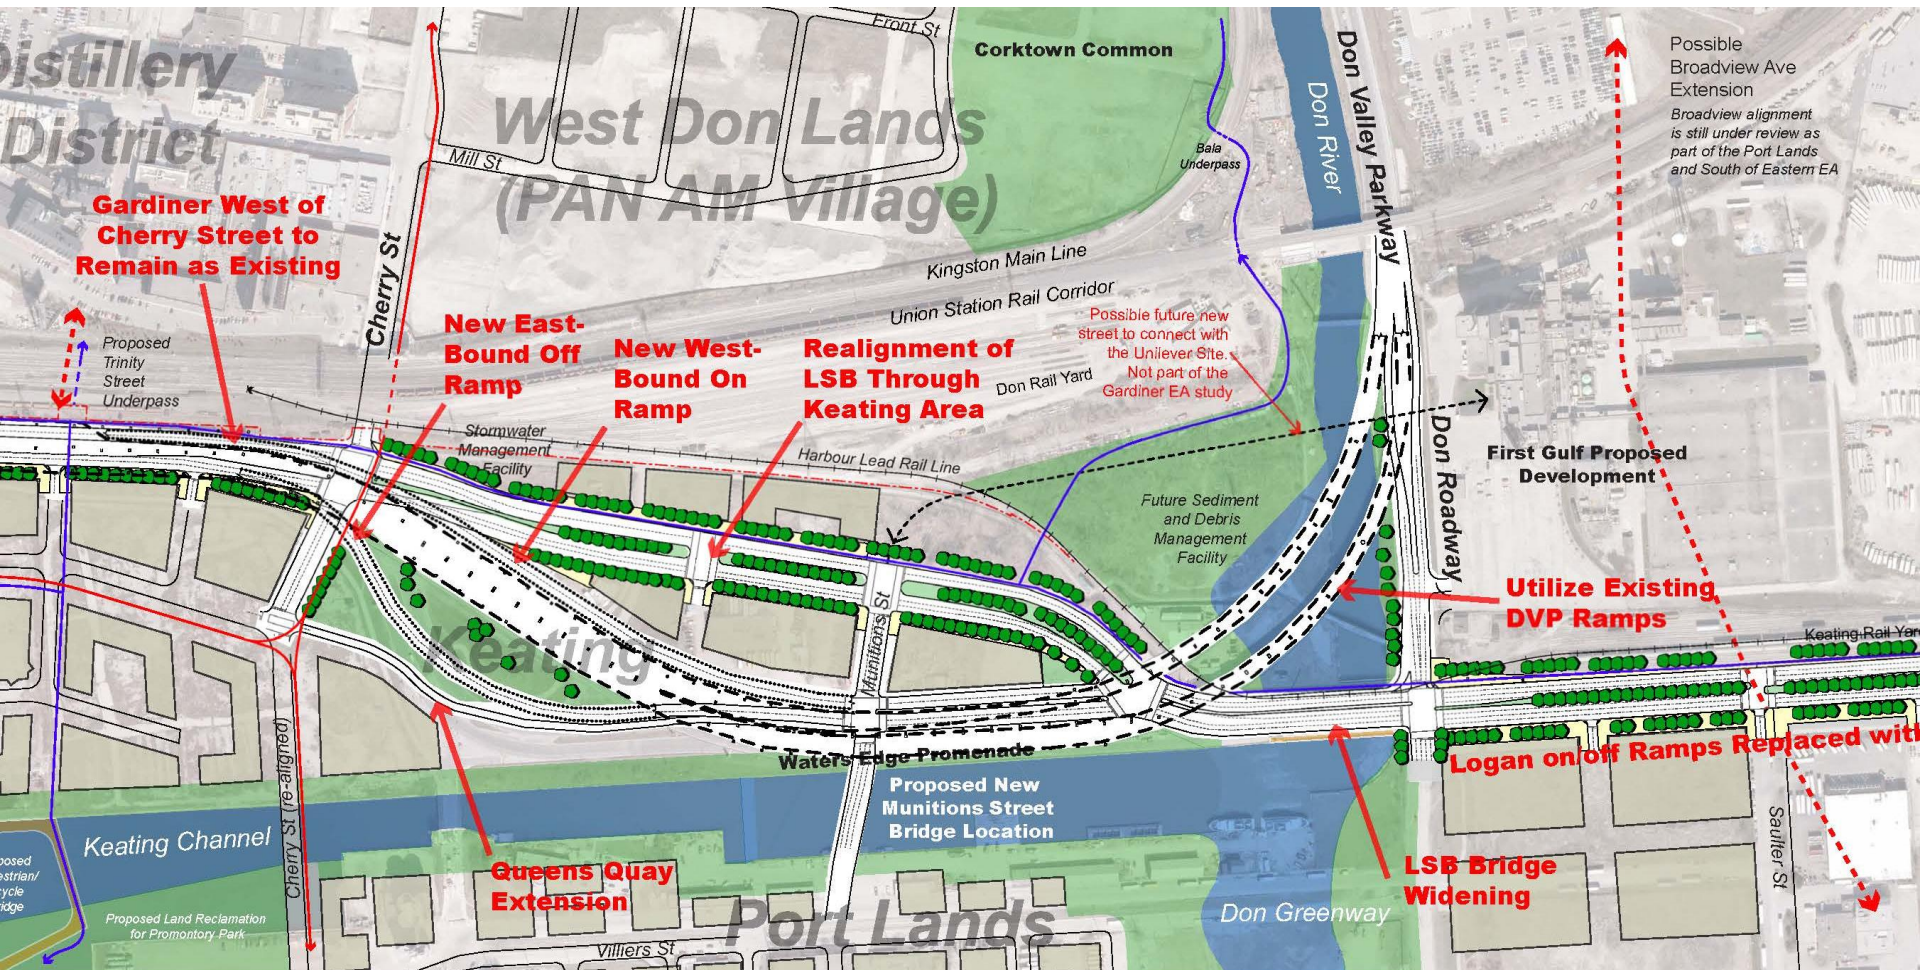 Front St
Corktown Common
Don River
Don Valley Parkway
Possible
Broadview Ave
Extension
Broadview alignment
is still under review as
part of the Port Lands
and South of Eastern EA
Distillery
District
West Don Lands
(PAN AM Village)
Mill St
Bala
Underpass
Gardiner West of
Cherry Street to
Remain as Existing
Cherry St
Kingston Main Line
Union Station Rail Corridor
Don Rail Yard
Possible future new
street to connect with
the Unilever Site.
Not part of the
Gardiner EA study
Proposed
Trinity
Street
Underpass
New East-
Bound Off
Ramp
New West-
Bound On
Ramp
Realignment of
LSB Through
Keating Area
Stormwater
Management
Facility
Harbour Lead Rail Line
Don Roadway
First Gulf Proposed
Development
Future Sediment
and Debris
Management
Facility
Utilize Existing
DVP Ramps
Keating
Munitions St
Keating Rail Yard
Waters Edge Promenade
Logan on/off Ramps Replaced with
Proposed New
Munitions Street
Bridge Location
Keating Channel
Cherry St (re-aligned)
Queens Quay
Extension
LSB Bridge
Widening
Saulter St
Don Greenway
Port Lands
Villiers St
Proposed Land Reclamation
for Promontory Park